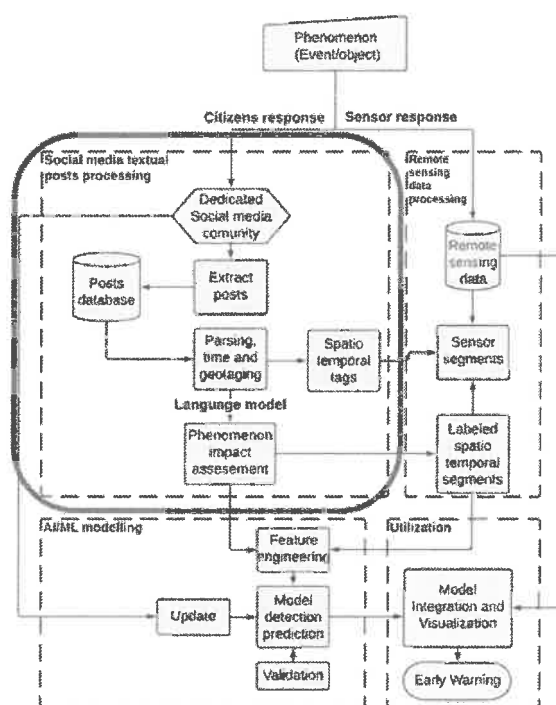 Phenomenon
(Event/object)
Citizens response
Sensor response
Social media textual
posts processing
Remote
sensing
data
processing
Dedicated
Social media
comunity
Remote
sensing
data
Posts
database
Extract
posts
Parsing,
time and
geotaging
Spatio
temporal
tags
Sensor
segments
Language model
Phenomenon
impact
assesement
Labeled
spatio
temporal
segments
AI/ML modelling
Utilization
Feature
engineering
Update
Model
detection
prediction
Model
Integration and
Visualization
Validation
Early Warning